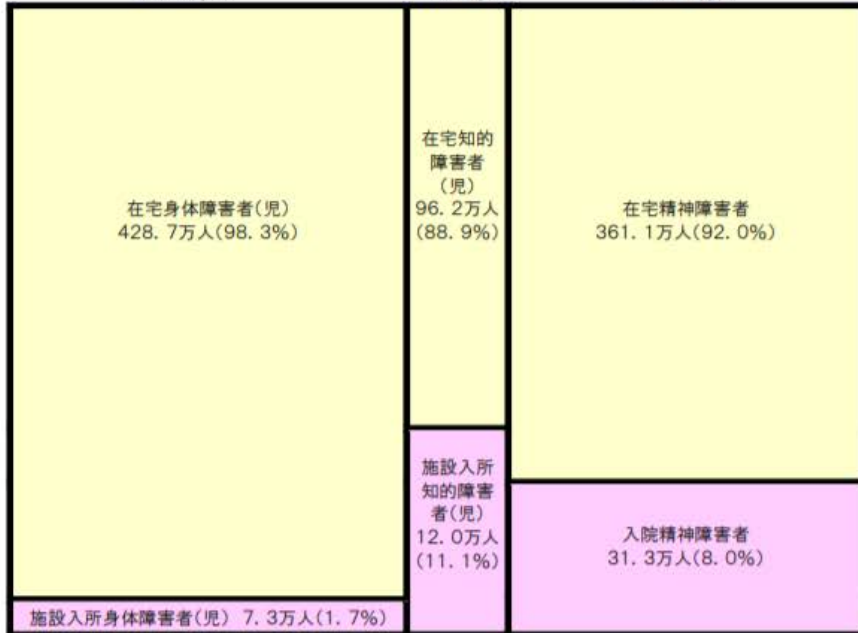 在宅身体障害者(児)
428. 7万人(98. 3%)
在宅知的
障害者
(児)
96. 2万人
(88. 9%)
在宅精神障害者
361. 1万人(92. 0%)
施設入所身体障害者(児) 7. 3万人(1. 7%)
施設入所
知的障害
者(児)
12. 0万人
(11. 1%)
入院精神障害者
31. 3万人(8. 0%)